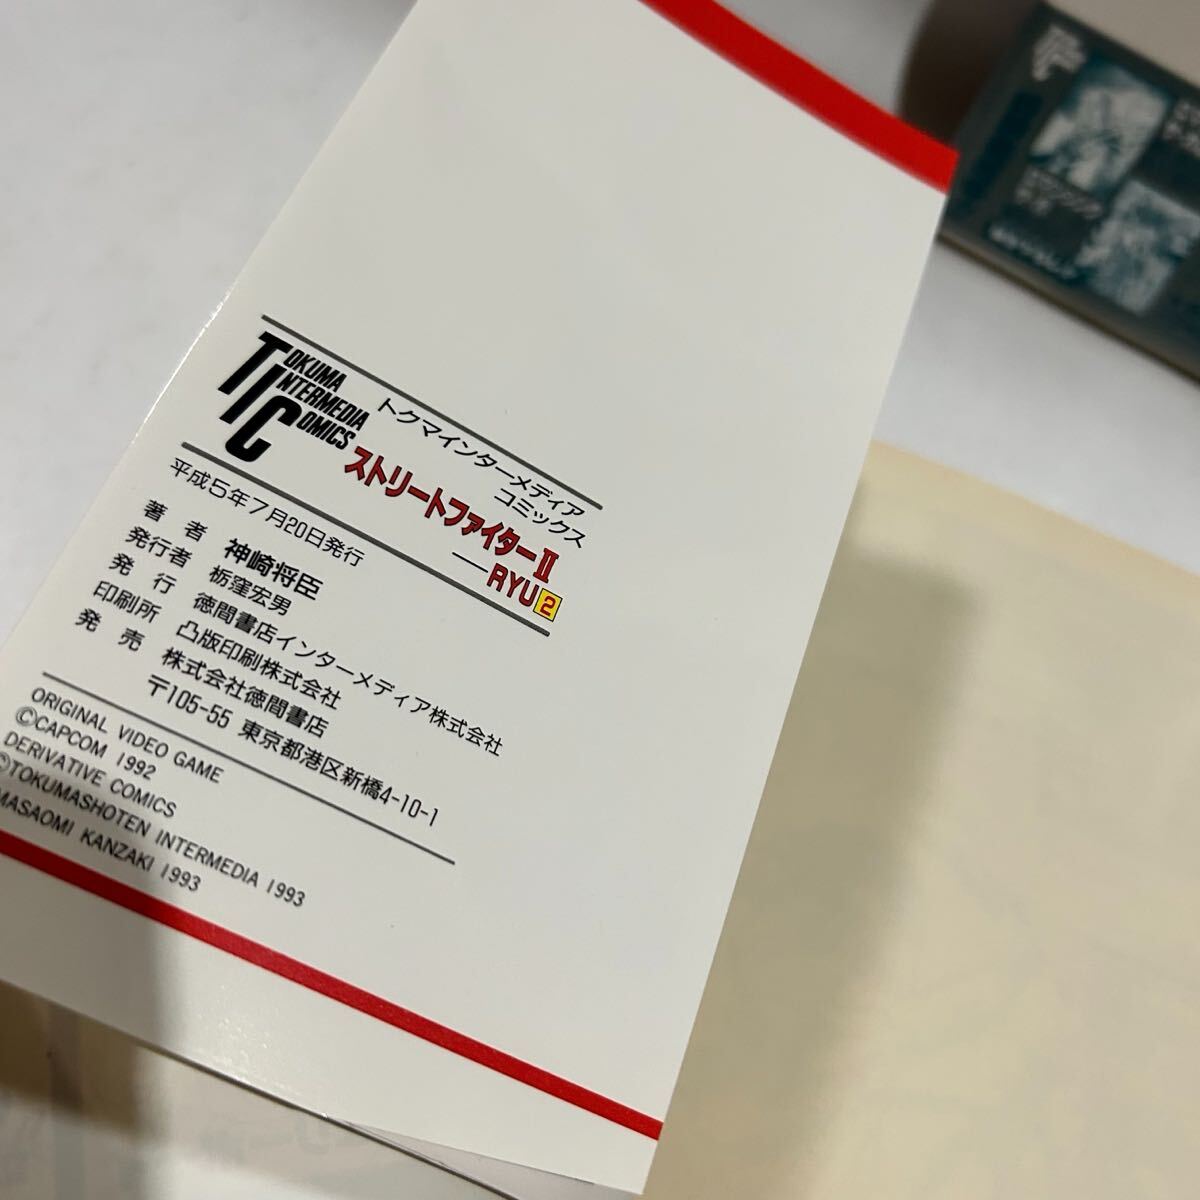 TOKUMA
INTERMEDIA
COMICS
トクマインターメディア
コミックス
ストリートファイターII
―RYU2
平成5年7月20日発行
著者 神崎将臣
発行者 栃窪宏男
発行 徳間書店インターメディア株式会社
印刷所 凸版印刷株式会社
発売 株式会社徳間書店
〒105-55 東京都港区新橋4-10-1
ORIGINAL VIDEO GAME
©CAPCOM 1992
DERIVATIVE COMICS
©TOKUMASHOTEN INTERMEDIA 1993
MASAOMI KANZAKI 1993